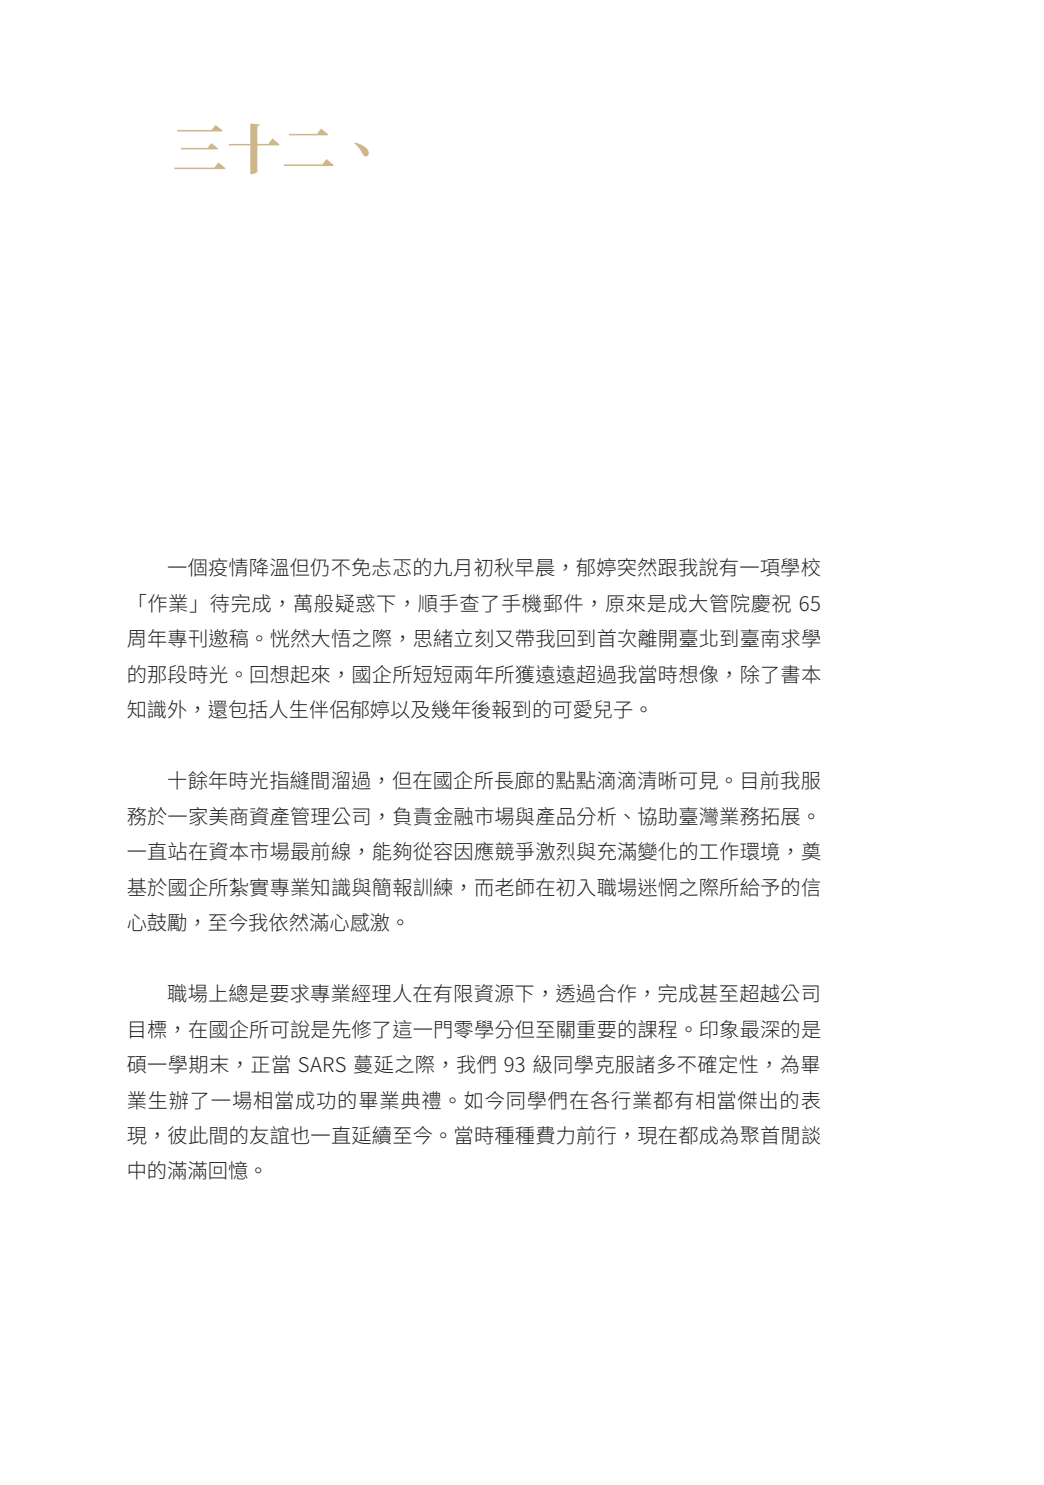 三十二、
一個疫情降溫但仍不免忐忑的九月初秋早晨，郁婷突然跟我說有一項學校
「作業」待完成，萬般疑惑下，順手查了手機郵件，原來是成大管院慶祝 65
周年專刊邀稿。恍然大悟之際，思緒立刻又帶我回到首次離開臺北到臺南求學
的那段時光。回想起來，國企所短短兩年所獲遠遠超過我當時想像，除了書本
知識外，還包括人生伴侶郁婷以及幾年後報到的可愛兒子。
十餘年時光指縫間溜過，但在國企所長廊的點點滴滴清晰可見。目前我服
務於一家美商資產管理公司，負責金融市場與產品分析、協助臺灣業務拓展。
一直站在資本市場最前線，能夠從容因應競爭激烈與充滿變化的工作環境，奠
基於國企所紮實專業知識與簡報訓練，而老師在初入職場迷惘之際所給予的信
心鼓勵，至今我依然滿心感激。
職場上總是要求專業經理人在有限資源下，透過合作，完成甚至超越公司
目標，在國企所可說是先修了這一門零學分但至關重要的課程。印象最深的是
碩一學期末，正當 SARS 蔓延之際，我們 93 級同學克服諸多不確定性，為畢
業生辦了一場相當成功的畢業典禮。如今同學們在各行業都有相當傑出的表
現，彼此間的友誼也一直延續至今。當時種種費力前行，現在都成為聚首閒談
中的滿滿回憶。